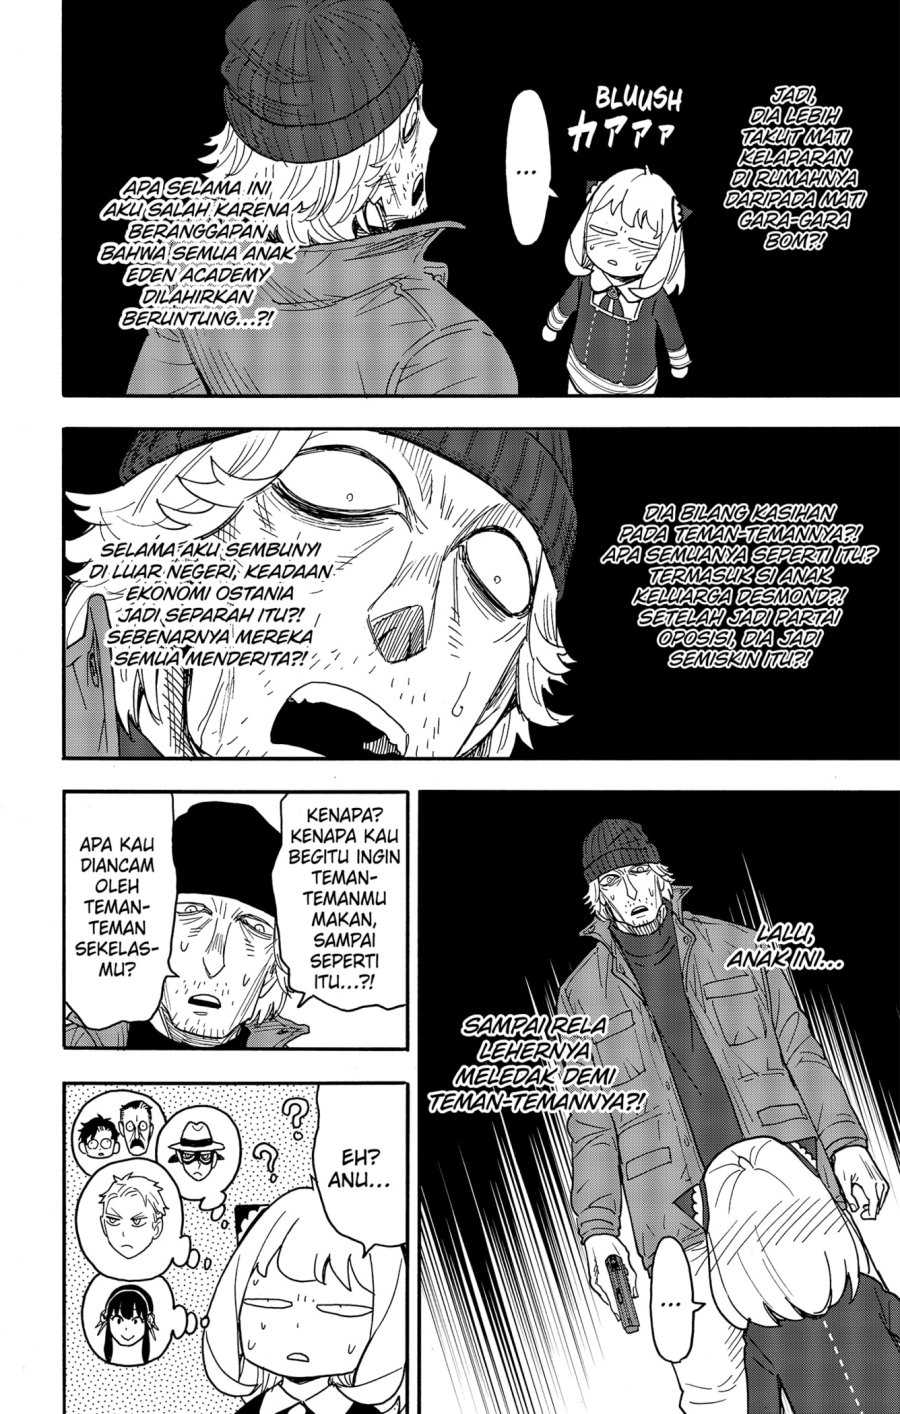 JADI,
DIA LEBIH
TAKUT MATI
KELAPARAN
DI RUMAHNYA
DARIPADA MATI
GARA-GARA
BOM?!
BLUUSH
カアァァ
...
APA SELAMA INI
AKU SALAH KARENA
BERANGGAPAN
BAHWA SEMUA ANAK
EDEN ACADEMY
DILAHIRKAN
BERUNTUNG...?!
DIA BILANG KASIHAN
PADA TEMAN-TEMANNYA?!
APA SEMUANYA SEPERTI ITU?
TERMASUK SI ANAK
KELUARGA DESMOND?!
SETELAH JADI PARTAI
OPOSISI, DIA JADI
SEMISKIN ITU?!
SELAMA AKU SEMBUNYI
DI LUAR NEGERI, KEADAAN
EKONOMI OSTANIA
JADI SEPARAH ITU?!
SEBENARNYA MEREKA
SEMUA MENDERITA?!
LALU,
ANAK INI...
SAMPAI RELA
LEHERNYA
MELEDAK DEMI
TEMAN-TEMANNYA?!
...
KENAPA?
KENAPA KAU
BEGITU INGIN
TEMAN-
TEMANMU
MAKAN,
SAMPAI
SEPERTI
ITU...?!
APA KAU
DIANCAM
OLEH
TEMAN-
TEMAN
SEKELAS-
MU?
EH?
ANU...
?
?
?